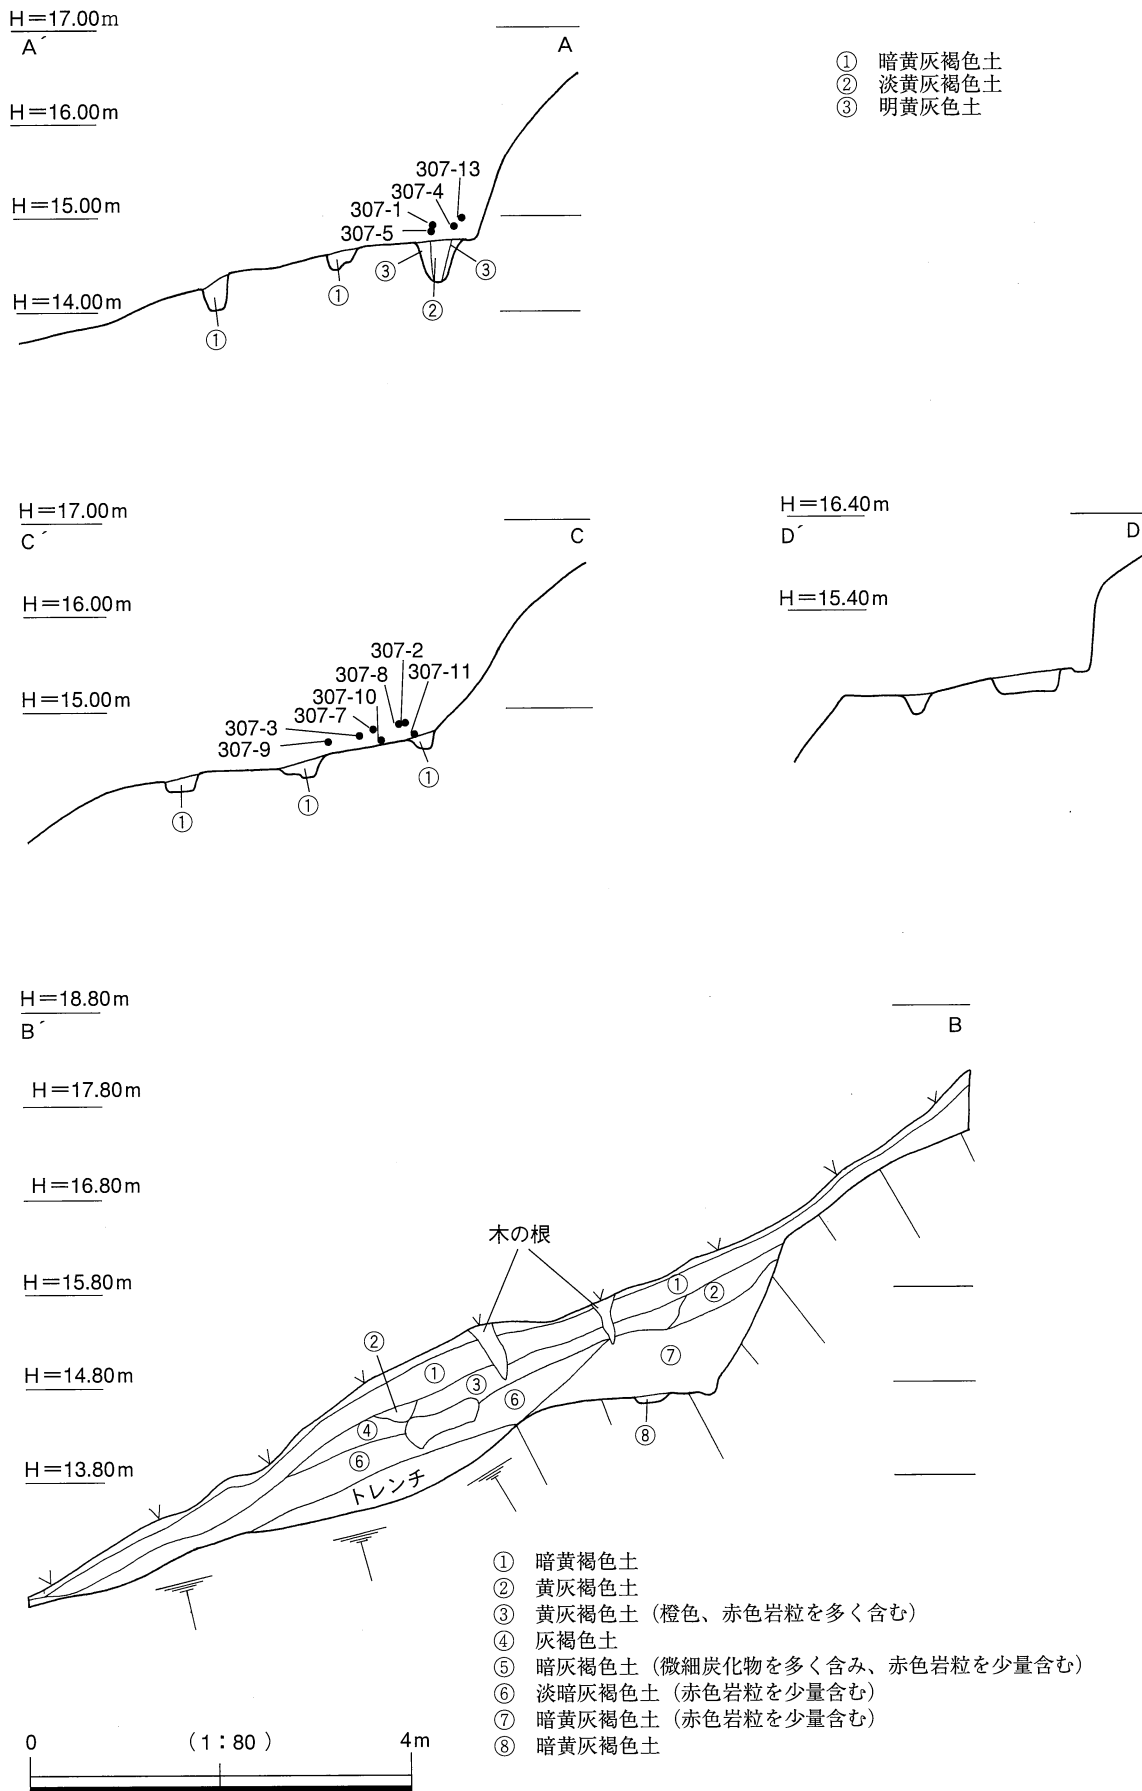 H=17.00m
A´
A
H=16.00m
H=15.00m
H=14.00m
307-13
307-4
307-1
307-5
③
③
①
②
①
① 暗黄灰褐色土
② 淡黄灰褐色土
③ 明黄灰色土
H=17.00m
C´
C
H=16.00m
H=15.00m
307-2
307-8
307-11
307-10
307-7
307-3
307-9
①
①
①
H=16.40m
D´
D
H=15.40m
H=18.80m
B´
B
H=17.80m
H=16.80m
木の根
H=15.80m
①
②
②
⑦
①
H=14.80m
③
⑥
④
⑧
⑥
H=13.80m
トレンチ
① 暗黄褐色土
② 黄灰褐色土
③ 黄灰褐色土(橙色、赤色岩粒を多く含む)
④ 灰褐色土
⑤ 暗灰褐色土(微細炭化物を多く含み、赤色岩粒を少量含む)
⑥ 淡暗灰褐色土(赤色岩粒を少量含む)
⑦ 暗黄灰褐色土(赤色岩粒を少量含む)
⑧ 暗黄灰褐色土
0 (1:80) 4m